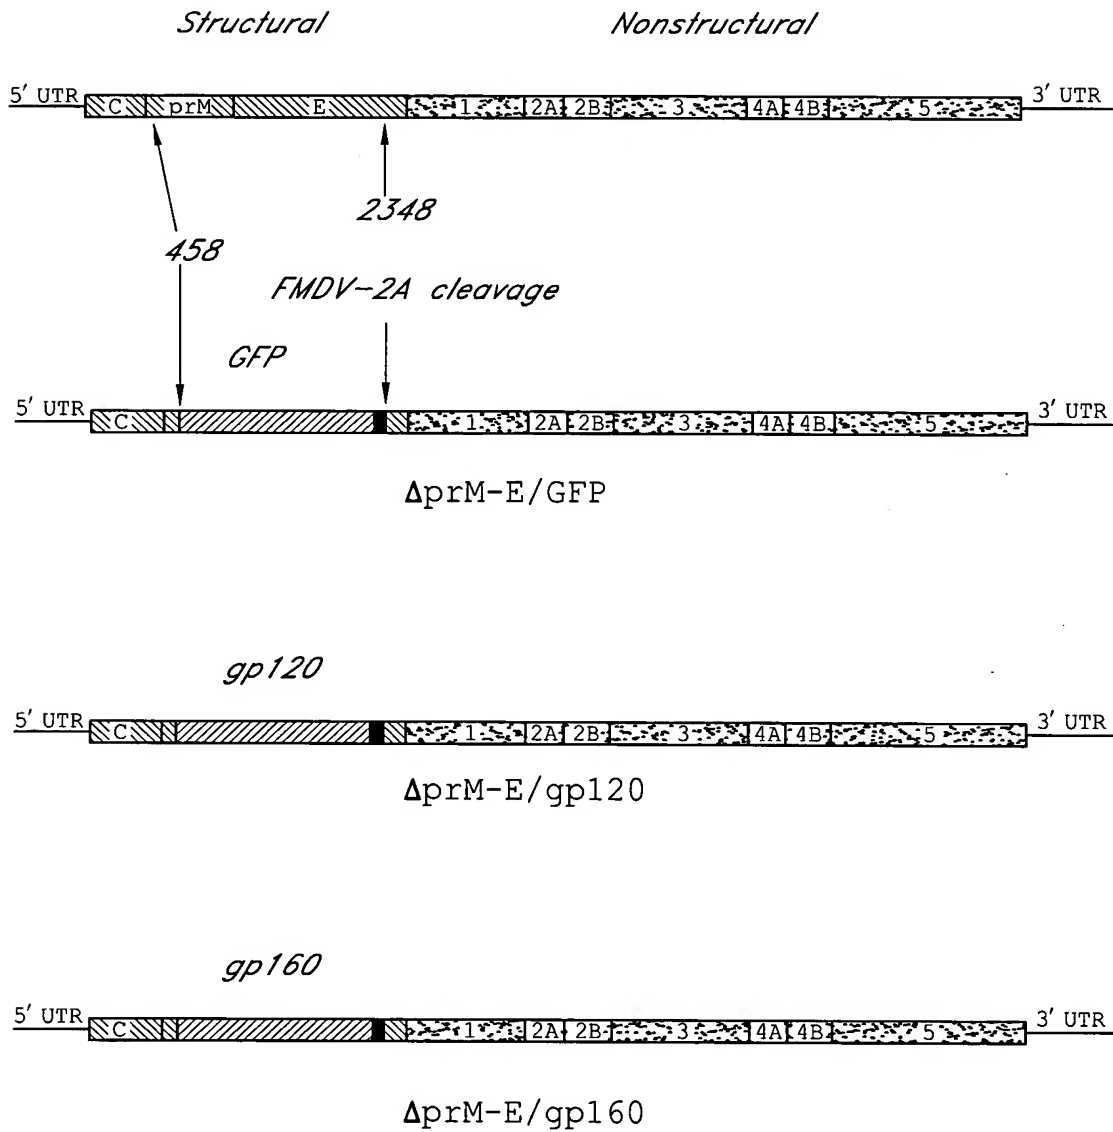 Structural Nonstructural
5' UTR C prM E 1 2A 2B 3 4A 4B 5 3' UTR
2348
458
FMDV-2A cleavage
GFP
5' UTR C 1 2A 2B 3 4A 4B 5 3' UTR
ΔprM-E/GFP
gp120
5' UTR C 1 2A 2B 3 4A 4B 5 3' UTR
ΔprM-E/gp120
gp160
5' UTR C 1 2A 2B 3 4A 4B 5 3' UTR
ΔprM-E/gp160